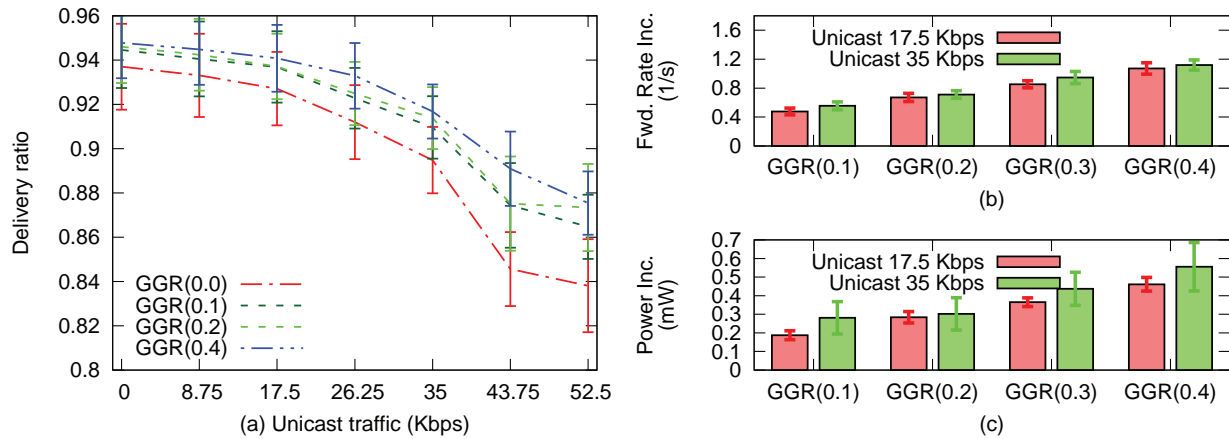 0.96
0.94
0.92
0.9
0.88
0.86
0.84
0.82
0.8
Delivery ratio
GGR(0.0)
GGR(0.1)
GGR(0.2)
GGR(0.4)
0 8.75 17.5 26.25 35 43.75 52.5
(a) Unicast traffic (Kbps)
1.6
1.2
0.8
0.4
0
Fwd. Rate Inc.
(1/s)
Unicast 17.5 Kbps
Unicast 35 Kbps
GGR(0.1) GGR(0.2) GGR(0.3) GGR(0.4)
(b)
0.7
0.6
0.5
0.4
0.3
0.2
0.1
0
Power Inc.
(mW)
Unicast 17.5 Kbps
Unicast 35 Kbps
GGR(0.1) GGR(0.2) GGR(0.3) GGR(0.4)
(c)